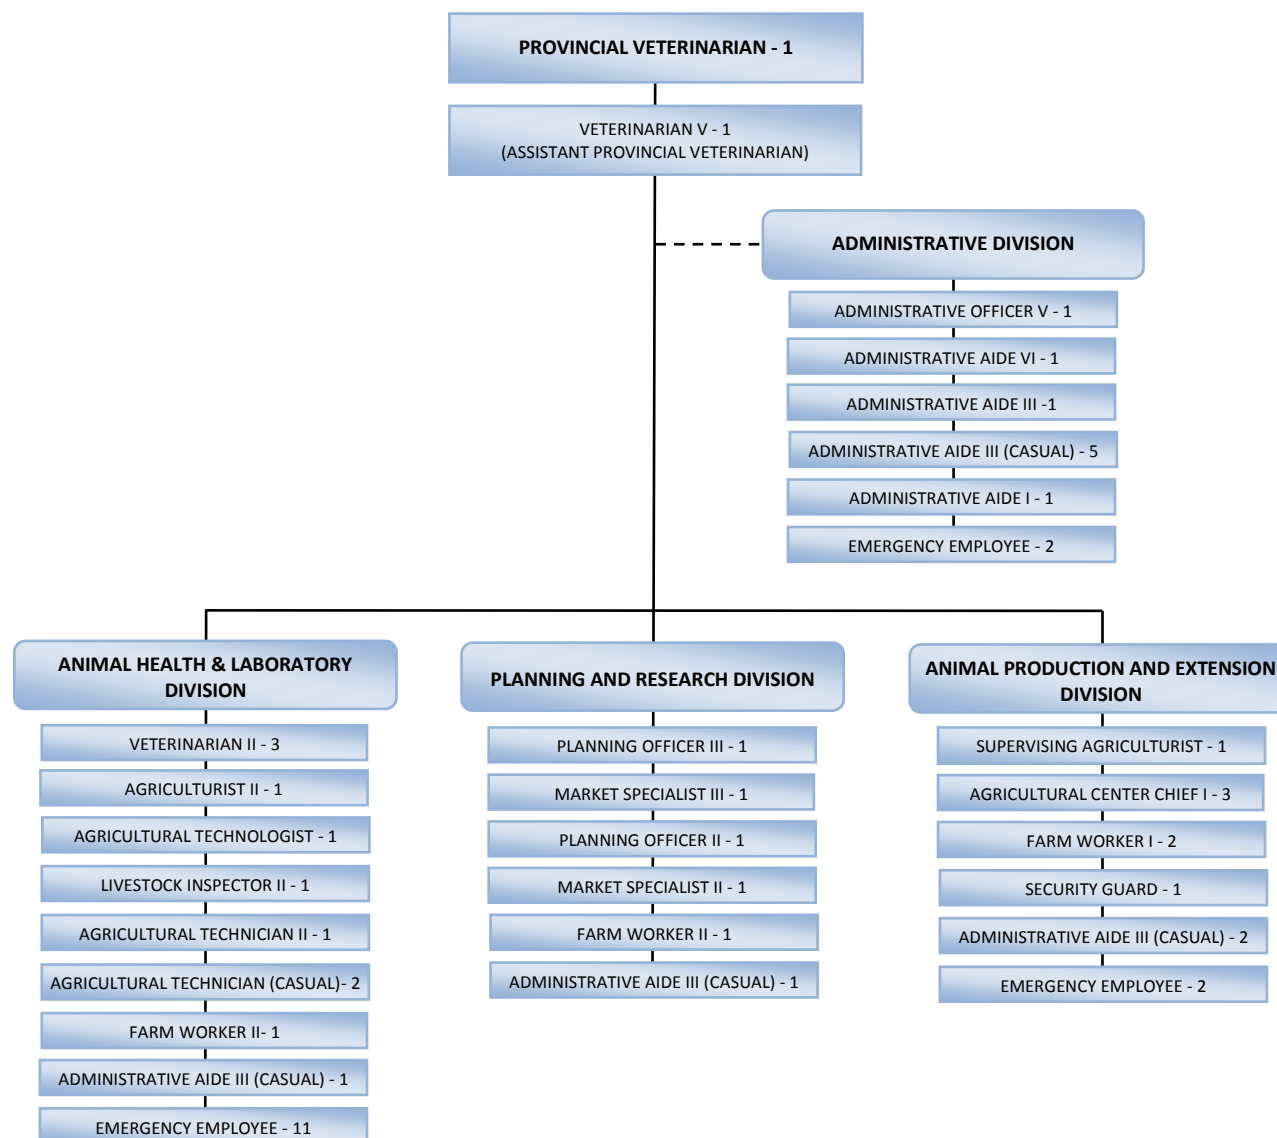 PROVINCIAL VETERINARIAN - 1
VETERINARIAN V - 1
(ASSISTANT PROVINCIAL VETERINARIAN)
ADMINISTRATIVE DIVISION
ADMINISTRATIVE OFFICER V - 1
ADMINISTRATIVE AIDE VI - 1
ADMINISTRATIVE AIDE III -1
ADMINISTRATIVE AIDE III (CASUAL) - 5
ADMINISTRATIVE AIDE I - 1
EMERGENCY EMPLOYEE - 2
ANIMAL HEALTH & LABORATORY
DIVISION
VETERINARIAN II - 3
AGRICULTURIST II - 1
AGRICULTURAL TECHNOLOGIST - 1
LIVESTOCK INSPECTOR II - 1
AGRICULTURAL TECHNICIAN II - 1
AGRICULTURAL TECHNICIAN (CASUAL)- 2
FARM WORKER II- 1
ADMINISTRATIVE AIDE III (CASUAL) - 1
EMERGENCY EMPLOYEE - 11
PLANNING AND RESEARCH DIVISION
PLANNING OFFICER III - 1
MARKET SPECIALIST III - 1
PLANNING OFFICER II - 1
MARKET SPECIALIST II - 1
FARM WORKER II - 1
ADMINISTRATIVE AIDE III (CASUAL) - 1
ANIMAL PRODUCTION AND EXTENSION
DIVISION
SUPERVISING AGRICULTURIST - 1
AGRICULTURAL CENTER CHIEF I - 3
FARM WORKER I - 2
SECURITY GUARD - 1
ADMINISTRATIVE AIDE III (CASUAL) - 2
EMERGENCY EMPLOYEE - 2